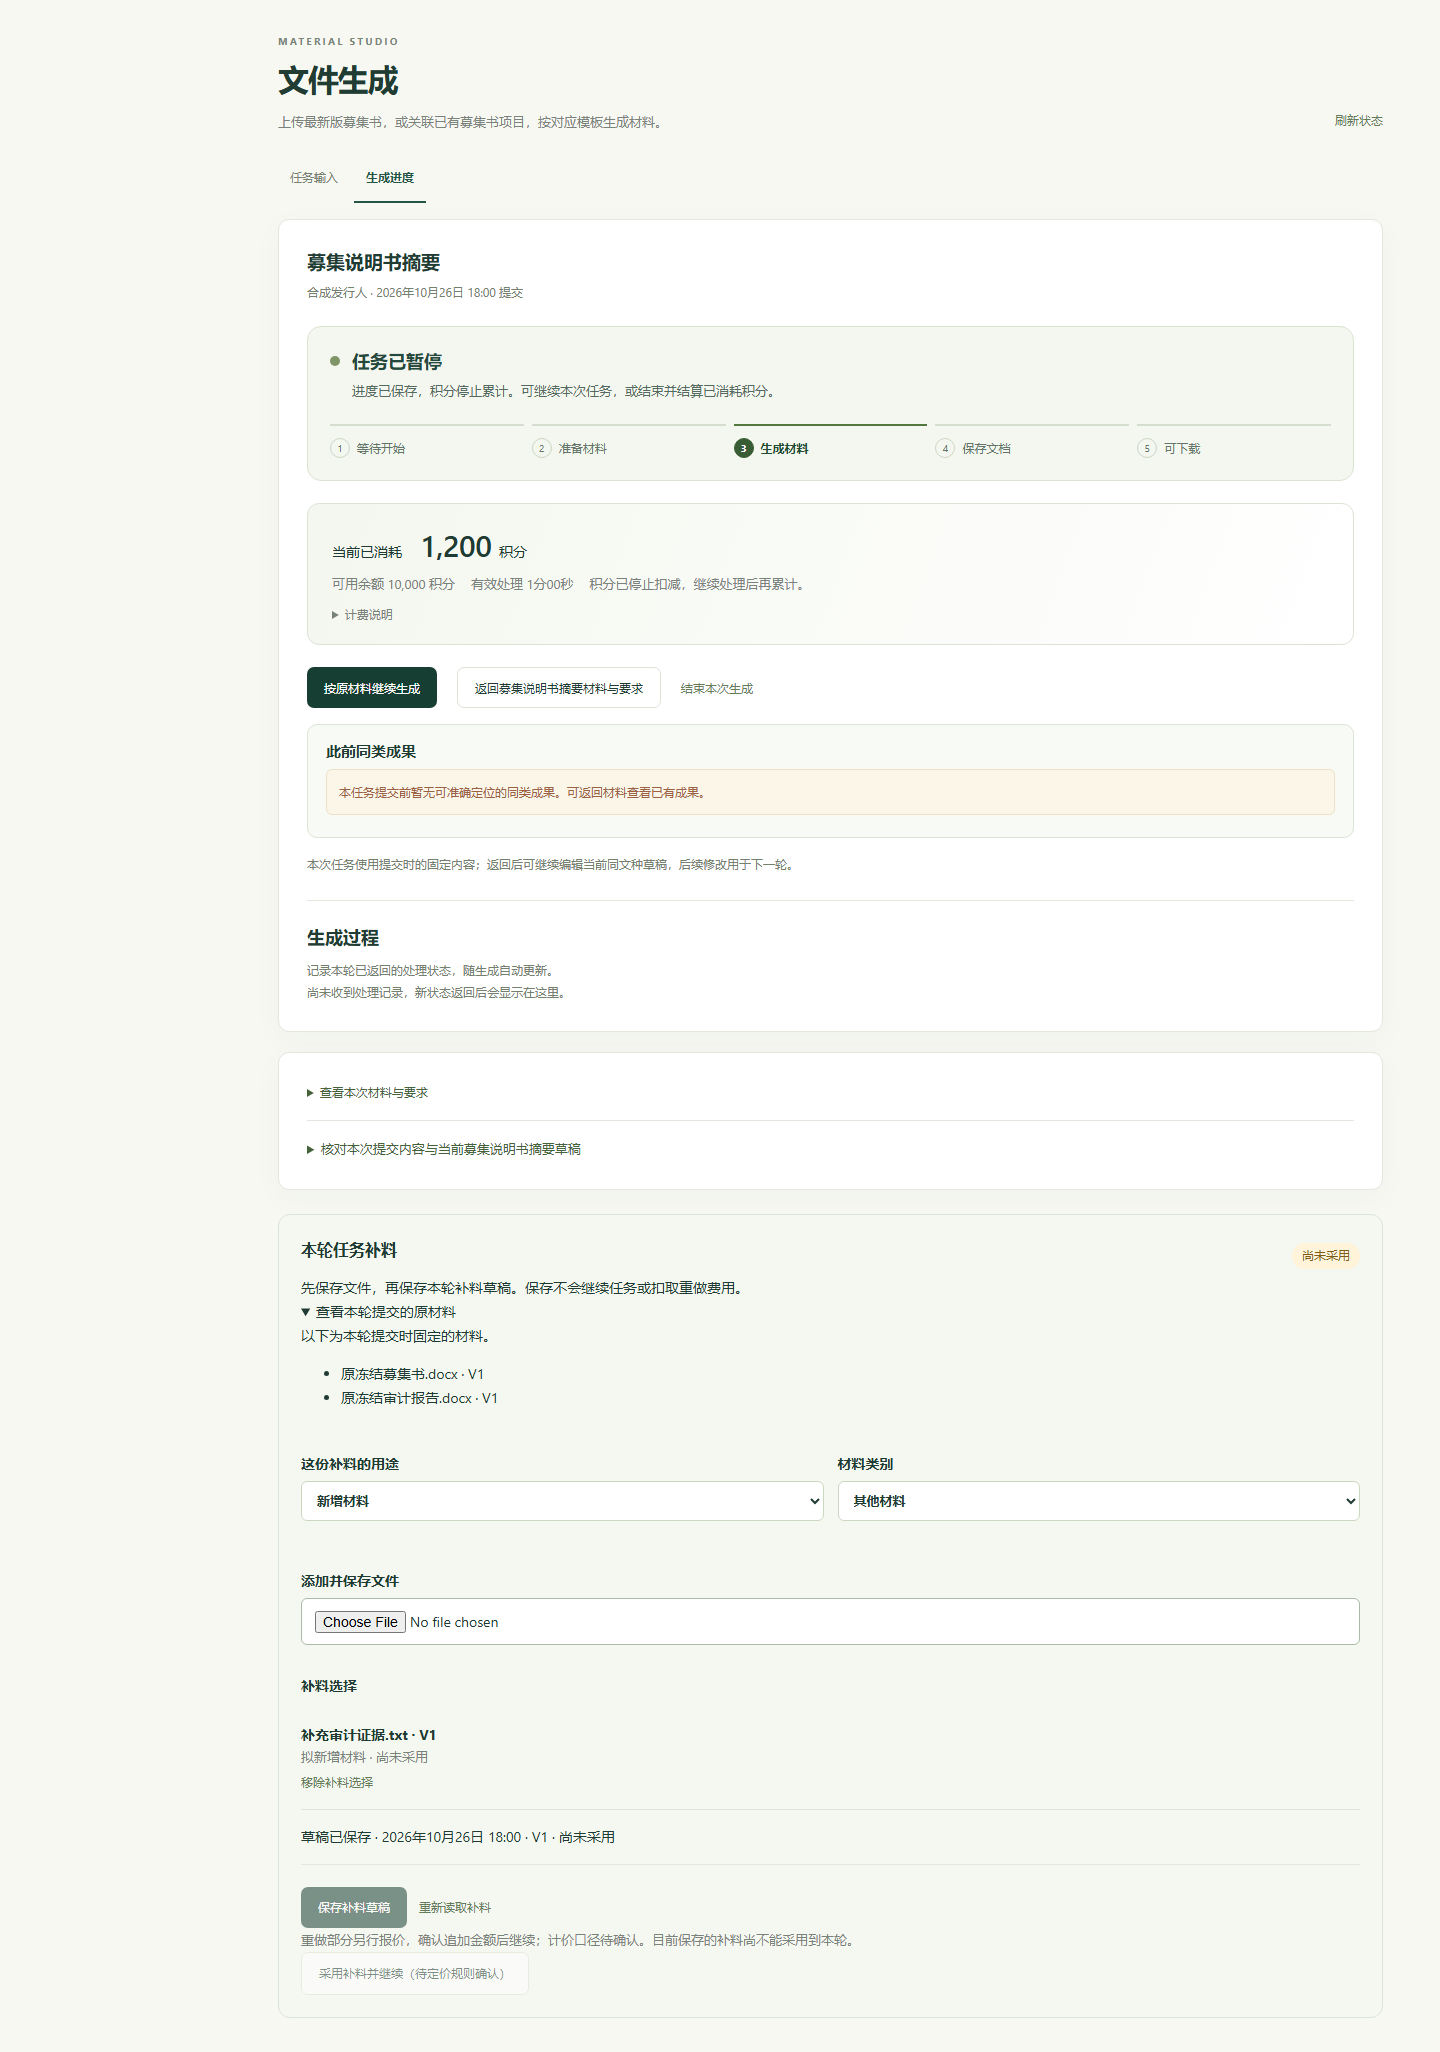 MATERIAL STUDIO
文件生成
上传最新版募集书，或关联已有募集书项目，按对应模板生成材料。
刷新状态
任务输入
生成进度
募集说明书摘要
合成发行人 · 2026年10月26日 18:00 提交
任务已暂停
进度已保存，积分停止累计。可继续本次任务，或结束并结算已消耗积分。
1 等待开始
2 准备材料
3 生成材料
4 保存文档
5 可下载
当前已消耗 1,200 积分
可用余额 10,000 积分 有效处理 1分00秒 积分已停止扣减，继续处理后再累计。
▶ 计费说明
按原材料继续生成
返回募集说明书摘要材料与要求
结束本次生成
此前同类成果
本任务提交前暂无可准确定位的同类成果。可返回材料查看已有成果。
本次任务使用提交时的固定内容；返回后可继续编辑当前同文种草稿，后续修改用于下一轮。
生成过程
记录本轮已返回的处理状态，随生成自动更新。
尚未收到处理记录，新状态返回后会显示在这里。
▶ 查看本次材料与要求
▶ 核对本次提交内容与当前募集说明书摘要草稿
本轮任务补料
尚未采用
先保存文件，再保存本轮补料草稿。保存不会继续任务或扣取重做费用。
▼ 查看本轮提交的原材料
以下为本轮提交时固定的材料。
• 原冻结募集书.docx · V1
• 原冻结审计报告.docx · V1
这份补料的用途
材料类别
新增材料
其他材料
添加并保存文件
Choose File No file chosen
补料选择
补充审计证据.txt · V1
拟新增材料 · 尚未采用
移除补料选择
草稿已保存 · 2026年10月26日 18:00 · V1 · 尚未采用
保存补料草稿
重新读取补料
重做部分另行报价，确认追加金额后继续；计价口径待确认。目前保存的补料尚不能采用到本轮。
采用补料并继续（待定价规则确认）